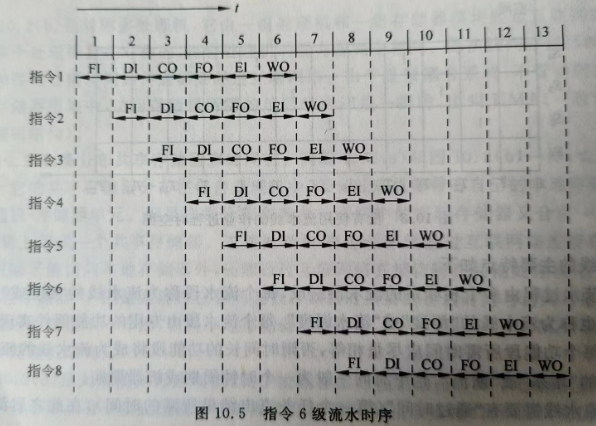 t
1 2 3 4 5 6 7 8 9 10 11 12 13
指令1 FI DI CO FO EI WO
指令2 FI DI CO FO EI WO
指令3 FI DI CO FO EI WO
指令4 FI DI CO FO EI WO
指令5 FI DI CO FO EI WO
指令6 FI DI CO FO EI WO
指令7 FI DI CO FO EI WO
指令8 FI DI CO FO EI WO
图 10.5 指令 6 级流水时序